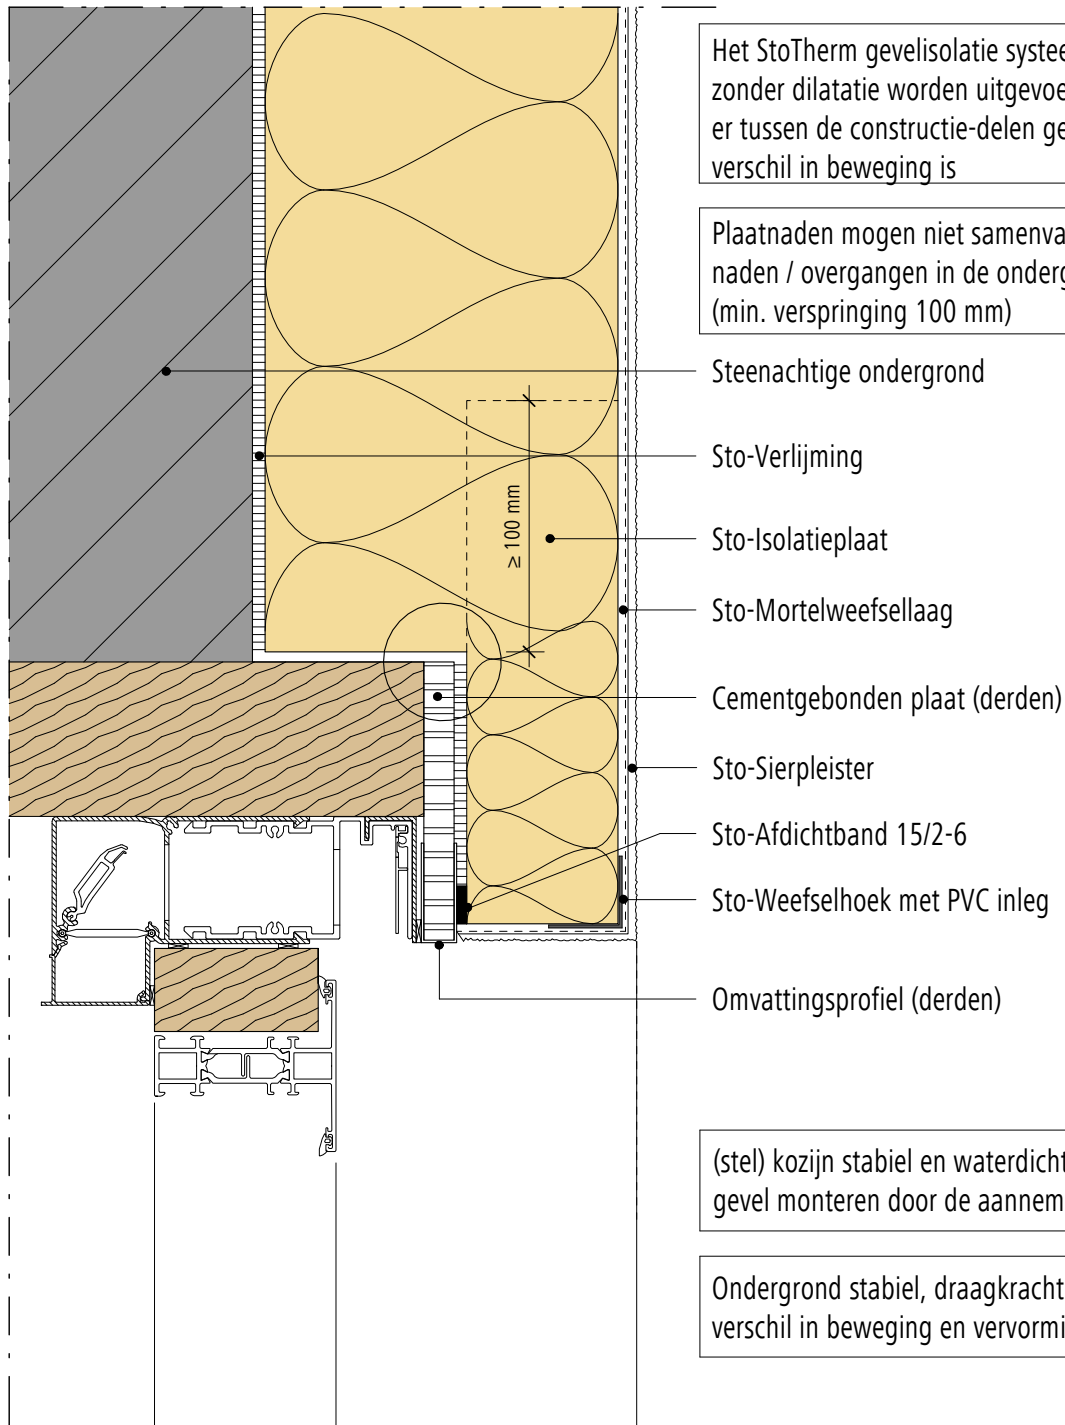 Het StoTherm gevelisolatie systee
zonder dilatatie worden uitgevoe
er tussen de constructie-delen ge
verschil in beweging is
Plaatnaden mogen niet samenva
naden / overgangen in de onderg
(min. verspringing 100 mm)
Steenachtige ondergrond
Sto-Verlijming
≥ 100 mm
Sto-Isolatieplaat
Sto-Mortelweefsellaag
Cementgebonden plaat (derden)
Sto-Sierpleister
Sto-Afdichtband 15/2-6
Sto-Weefselhoek met PVC inleg
Omvattingsprofiel (derden)
(stel) kozijn stabiel en waterdicht
gevel monteren door de aannem
Ondergrond stabiel, draagkracht
verschil in beweging en vervormi